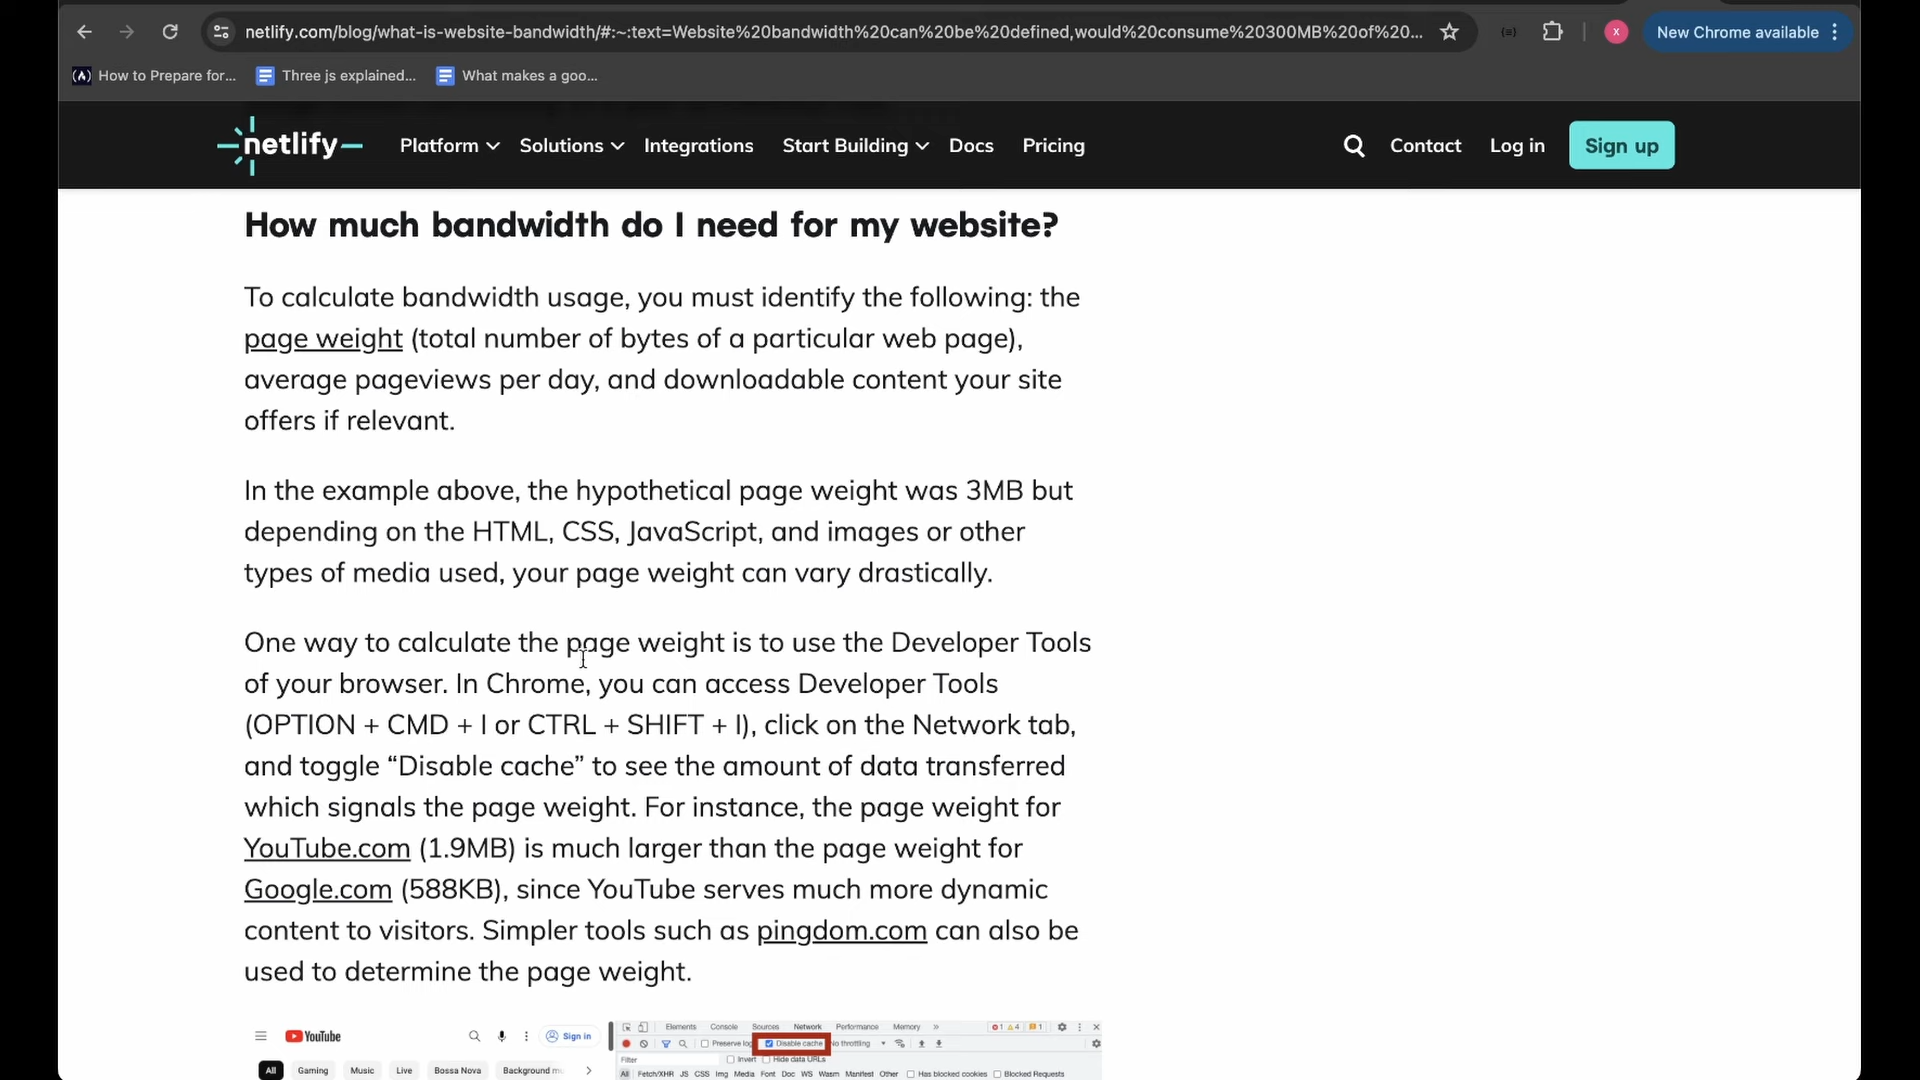 netlify.com/blog/what-is-website-bandwidth/#:~:text=Website%20bandwidth%20can%20be%20defined,would%20consume%20300MB%20of%20...
X
New Chrome available
How to Prepare for...
Three js explained...
What makes a goo...
netlify
Platform
Solutions
Integrations
Start Building
Docs
Pricing
Contact
Log in
Sign up
How much bandwidth do I need for my website?
To calculate bandwidth usage, you must identify the following: the
page weight (total number of bytes of a particular web page),
average pageviews per day, and downloadable content your site
offers if relevant.
In the example above, the hypothetical page weight was 3MB but
depending on the HTML, CSS, JavaScript, and images or other
types of media used, your page weight can vary drastically.
One way to calculate the page weight is to use the Developer Tools
of your browser. In Chrome, you can access Developer Tools
(OPTION + CMD + I or CTRL + SHIFT + I), click on the Network tab,
and toggle “Disable cache” to see the amount of data transferred
which signals the page weight. For instance, the page weight for
YouTube.com (1.9MB) is much larger than the page weight for
Google.com (588KB), since YouTube serves much more dynamic
content to visitors. Simpler tools such as pingdom.com can also be
used to determine the page weight.
YouTube
Sign in
Elements Console Sources Network Performance Memory »
1 4 1
Preserve log Disable cache No throttling
Filter
Invert Hide data URLs
All Gaming Music Live Bossa Nova Background mu
All Fetch/XHR JS CSS Img Media Font Doc WS Wasm Manifest Other Has blocked cookies Blocked Requests